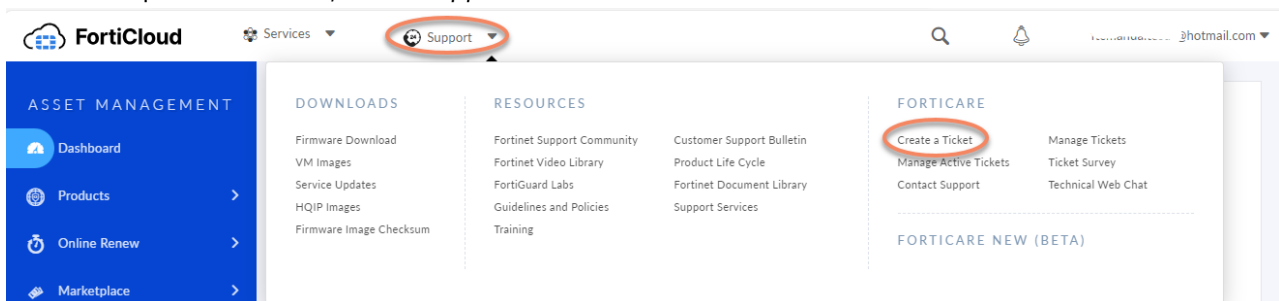 FortiCloud
Services
Support
@hotmail.com
ASSET MANAGEMENT
Dashboard
Products
Online Renew
Marketplace
DOWNLOADS
Firmware Download
VM Images
Service Updates
HQIP Images
Firmware Image Checksum
RESOURCES
Fortinet Support Community
Fortinet Video Library
FortiGuard Labs
Guidelines and Policies
Training
Customer Support Bulletin
Product Life Cycle
Fortinet Document Library
Support Services
FORTICARE
Create a Ticket
Manage Active Tickets
Contact Support
Manage Tickets
Ticket Survey
Technical Web Chat
FORTICARE NEW (BETA)